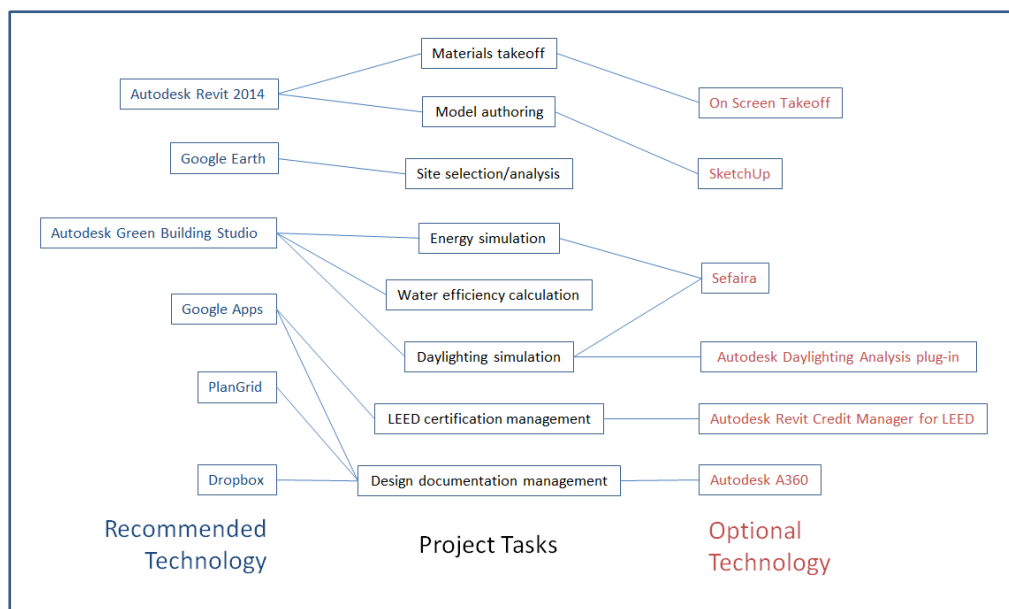 Materials takeoff
Autodesk Revit 2014
On Screen Takeoff
Model authoring
Google Earth
Site selection/analysis
SketchUp
Autodesk Green Building Studio
Energy simulation
Sefaira
Water efficiency calculation
Google Apps
Daylighting simulation
Autodesk Daylighting Analysis plug-in
PlanGrid
LEED certification management
Autodesk Revit Credit Manager for LEED
Dropbox
Design documentation management
Autodesk A360
Recommended
Technology
Project Tasks
Optional
Technology